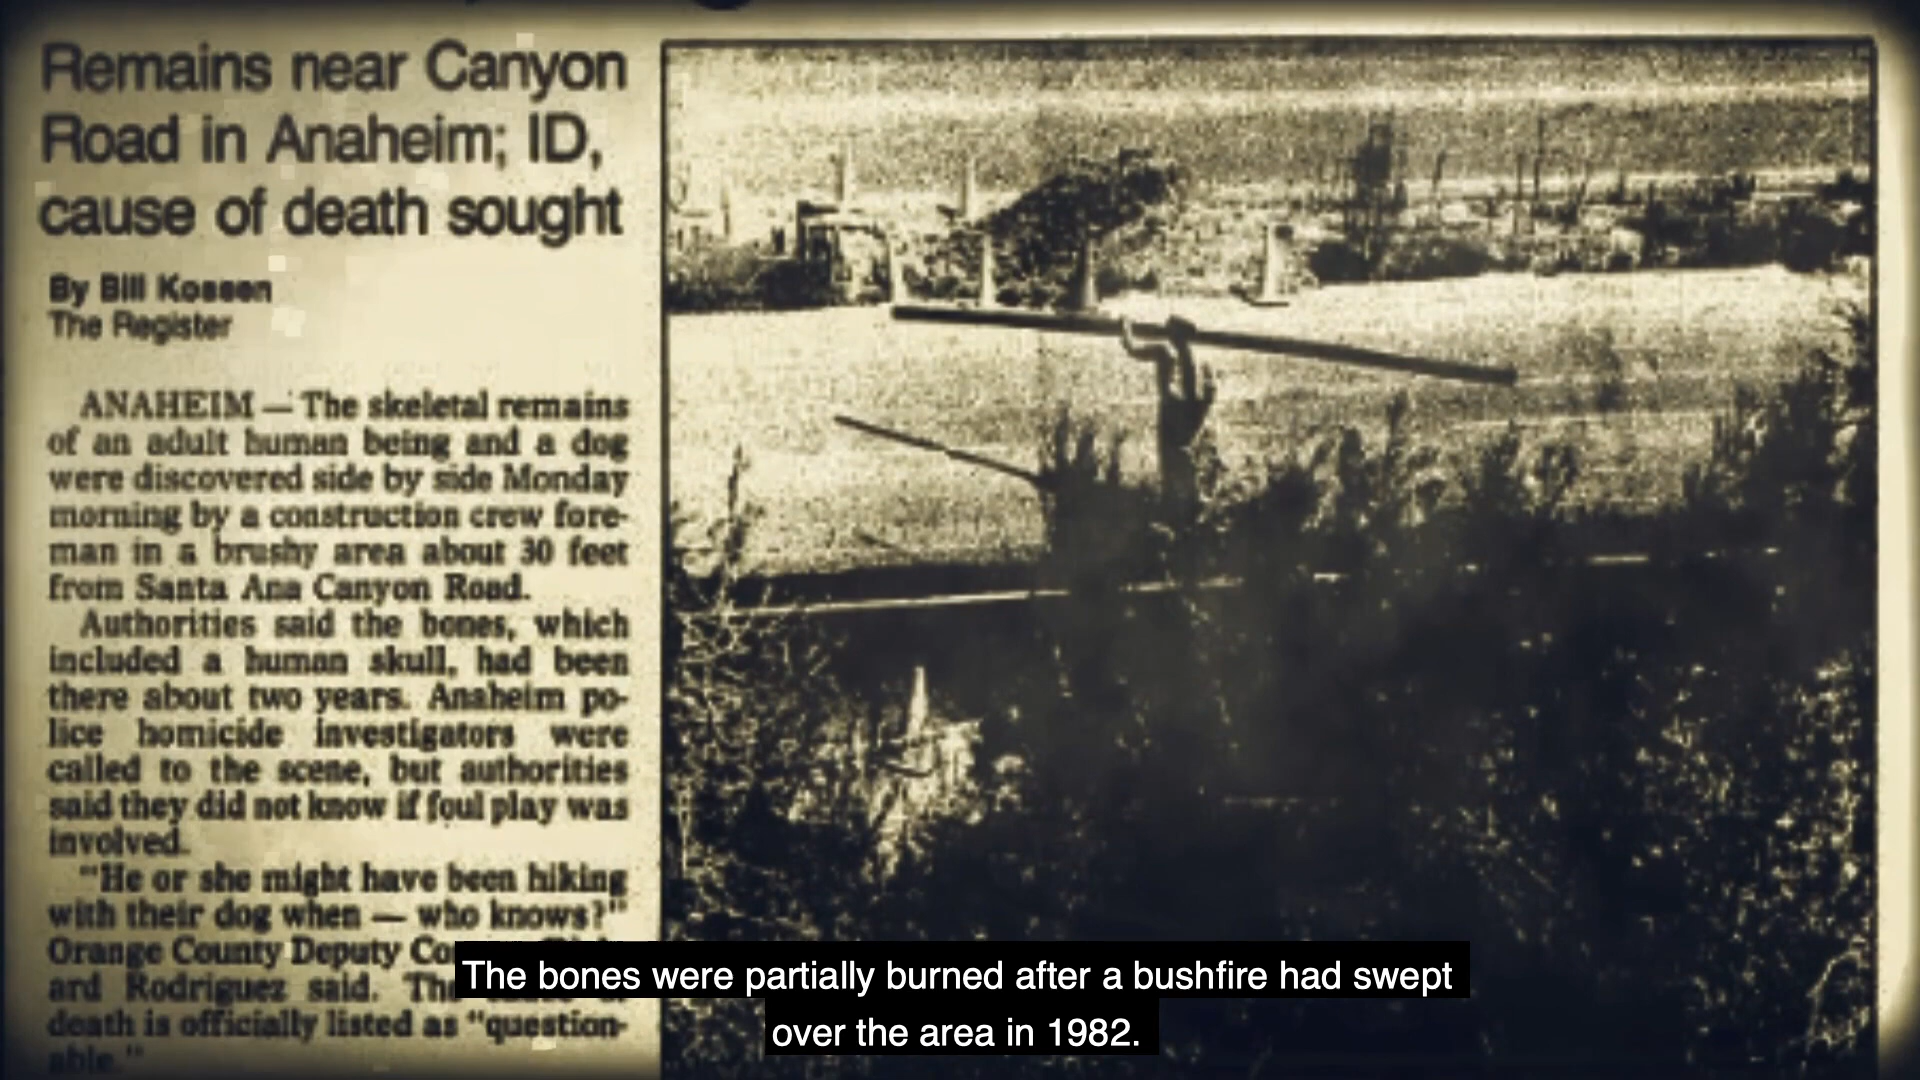 Remains near Canyon
Road in Anaheim; ID,
cause of death sought
By Bill Kossen
The Register
ANAHEIM — The skeletal remains
of an adult human being and a dog
were discovered side by side Monday
morning by a construction crew fore-
man in a brushy area about 30 feet
from Santa Ana Canyon Road.
Authorities said the bones, which
included a human skull, had been
there about two years. Anaheim po-
lice homicide investigators were
called to the scene, but authorities
said they did not know if foul play was
involved.
"He or she might have been hiking
with their dog when — who knows?"
Orange County Deputy
ard Rodriguez said.
death is officially listed as "question-
able."
The bones were partially burned after a bushfire had swept
over the area in 1982.